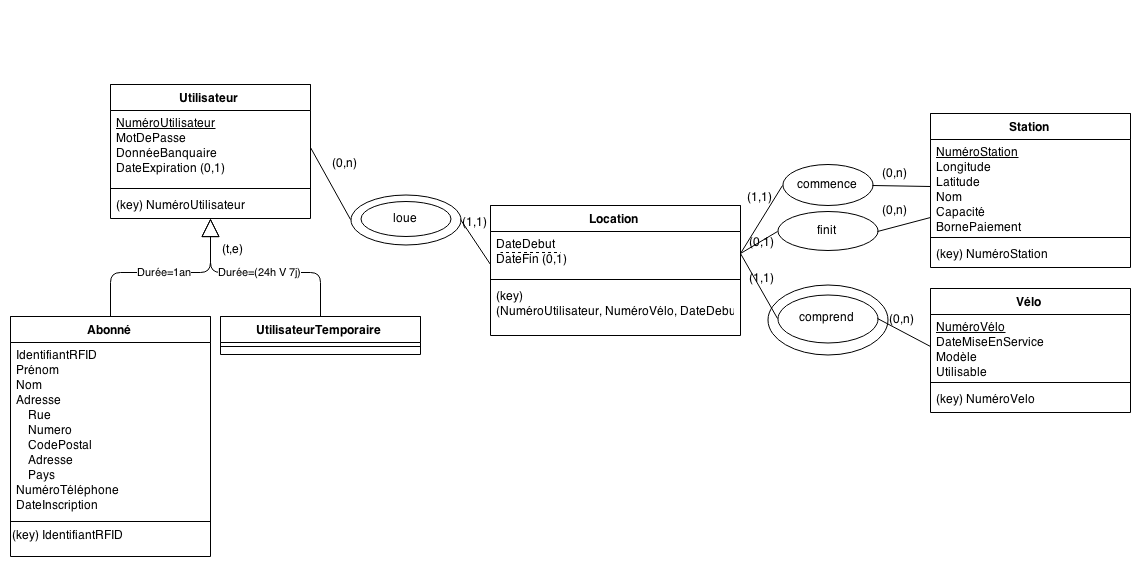 Utilisateur
NuméroUtilisateur
MotDePasse
DonnéeBanquaire
DateExpiration (0,1)
(key) NuméroUtilisateur
(t,e)
Durée=1an
Durée=(24h V 7j)
Abonné
IdentifiantRFID
Prénom
Nom
Adresse
Rue
Numero
CodePostal
Adresse
Pays
NuméroTéléphone
DateInscription
(key) IdentifiantRFID
UtilisateurTemporaire
(0,n)
loue
(1,1)
Location
DateDebut
DateFin (0,1)
(key)
(NuméroUtilisateur, NuméroVélo, DateDebu
(1,1)
commence
(0,n)
(0,1)
finit
(0,n)
(1,1)
comprend
(0,n)
Station
NuméroStation
Longitude
Latitude
Nom
Capacité
BornePaiement
(key) NuméroStation
Vélo
NuméroVélo
DateMiseEnService
Modèle
Utilisable
(key) NuméroVelo